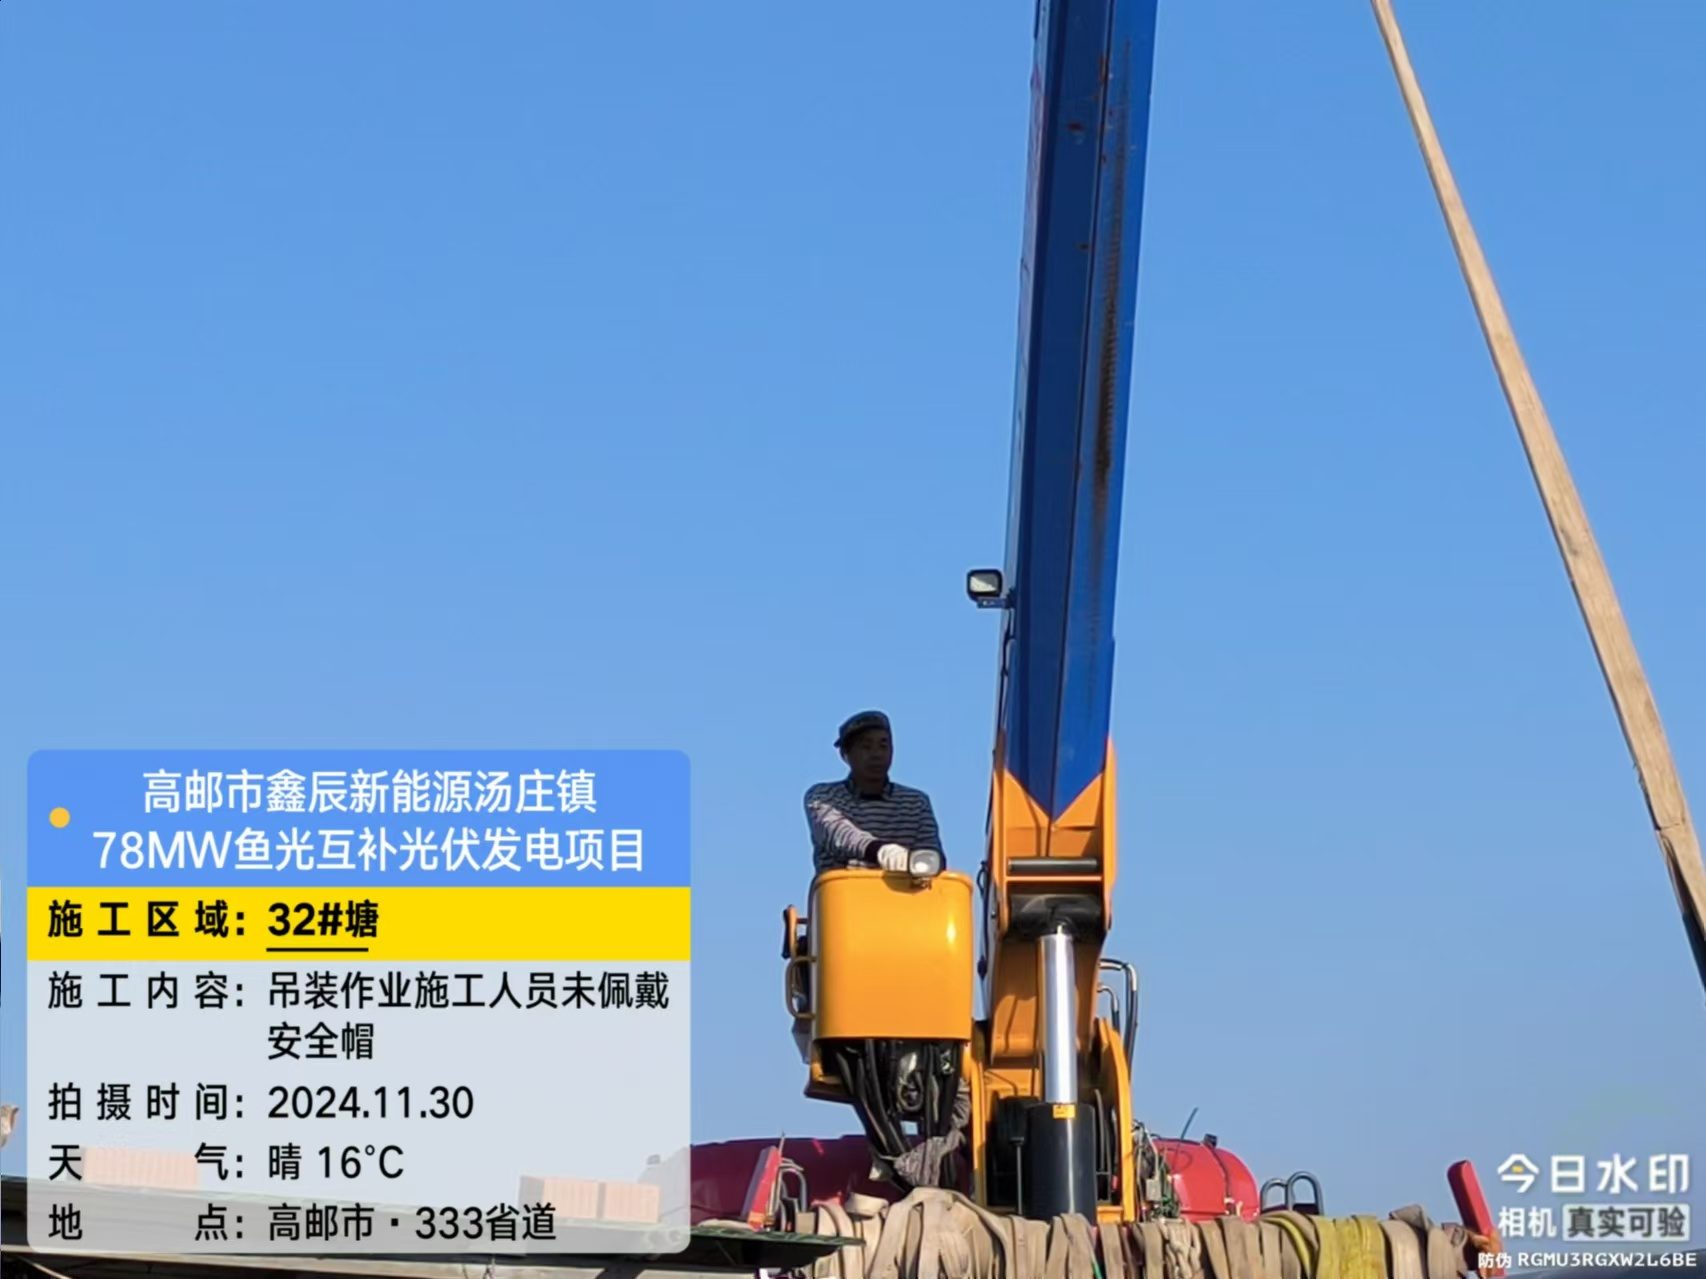 高邮市鑫辰新能源汤庄镇
78MW鱼光互补光伏发电项目
施工区域：32#塘
施工内容：吊装作业施工人员未佩戴
安全帽
拍摄时间：2024.11.30
天气：晴 16℃
地点：高邮市·333省道
今日水印
相机 真实可验
防伪 RGMU3RGXW2L6BE